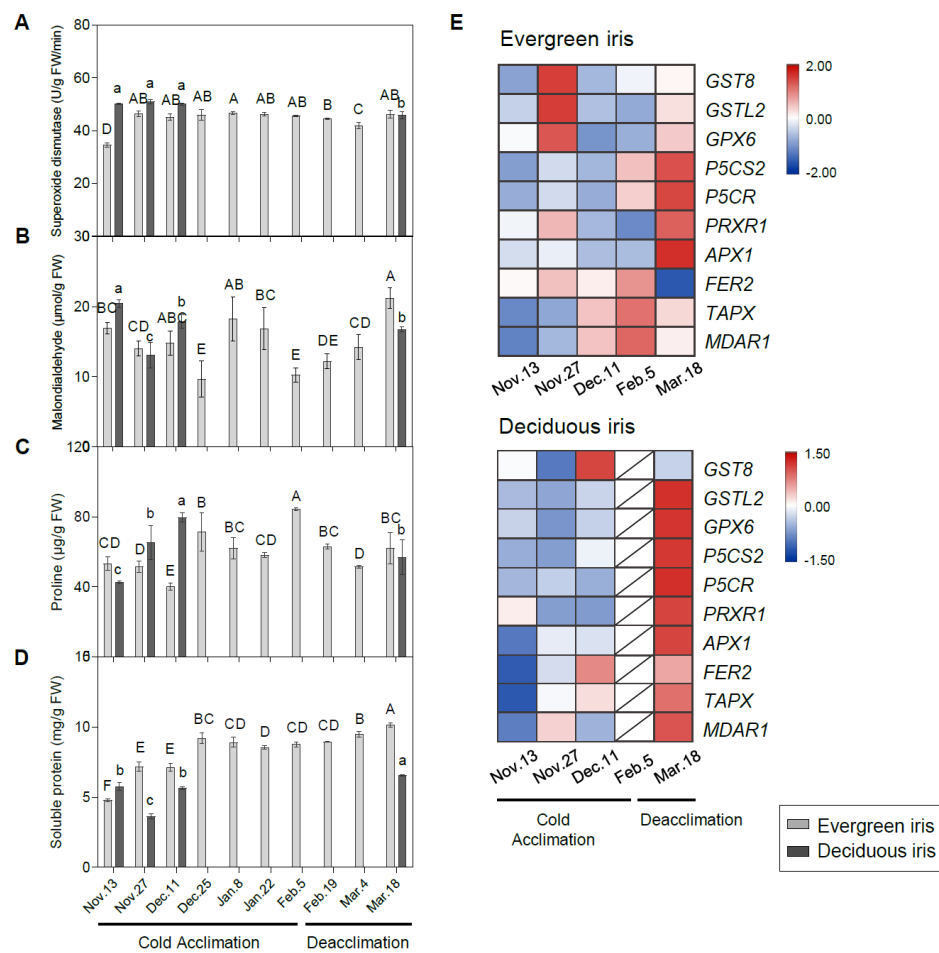 A
Superoxide dismutase (U/g FW/min)
80
60
40
20
30
D
a
AB
a
AB
a
AB
A
AB
AB
B
C
AB
b
B
Malondialdehyde (μmol/g FW)
20
10
0
BC
a
CD
c
ABC
b
E
BC
BC
E
DE
CD
A
b
C
Proline (μg/g FW)
120
80
40
CD
c
D
b
E
a
B
BC
CD
A
BC
D
BC
b
D
Soluble protein (mg/g FW)
15
10
5
0
F
b
E
c
E
b
BC
CD
D
CD
CD
B
A
a
Nov.13
Nov.27
Dec.11
Dec.25
Jan.8
Jan.22
Feb.5
Feb.19
Mar.4
Mar.18
Cold Acclimation
Deacclimation
E
Evergreen iris
GST8
GSTL2
GPX6
P5CS2
P5CR
PRXR1
APX1
FER2
TAPX
MDAR1
2.00
0.00
-2.00
Nov.13
Nov.27
Dec.11
Feb.5
Mar.18
Deciduous iris
GST8
GSTL2
GPX6
P5CS2
P5CR
PRXR1
APX1
FER2
TAPX
MDAR1
1.50
0.00
-1.50
Nov.13
Nov.27
Dec.11
Feb.5
Mar.18
Cold
Acclimation
Deacclimation
Evergreen iris
Deciduous iris